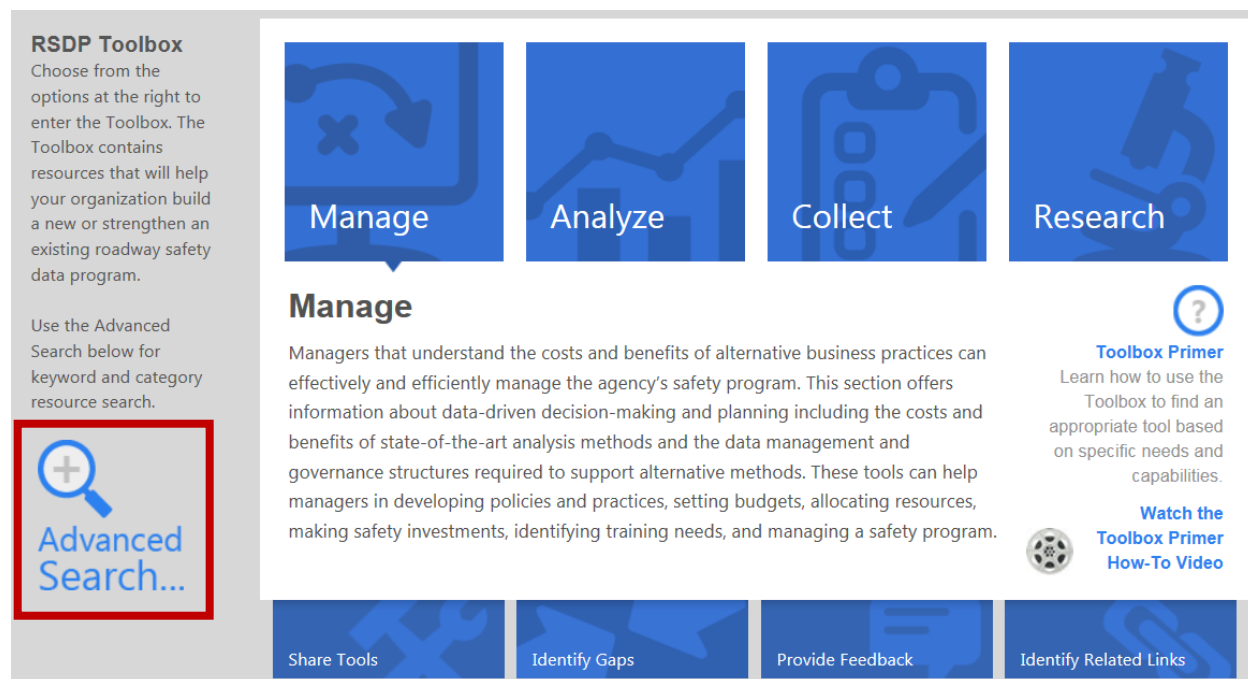 RSDP Toolbox
Choose from the
options at the right to
enter the Toolbox. The
Toolbox contains
resources that will help
your organization build
a new or strengthen an
existing roadway safety
data program.
Use the Advanced
Search below for
keyword and category
resource search.
Advanced
Search...
Manage
Analyze
Collect
Research
Manage
Managers that understand the costs and benefits of alternative business practices can
effectively and efficiently manage the agency’s safety program. This section offers
information about data-driven decision-making and planning including the costs and
benefits of state-of-the-art analysis methods and the data management and
governance structures required to support alternative methods. These tools can help
managers in developing policies and practices, setting budgets, allocating resources,
making safety investments, identifying training needs, and managing a safety program.
?
Toolbox Primer
Learn how to use the
Toolbox to find an
appropriate tool based
on specific needs and
capabilities.
Watch the
Toolbox Primer
How-To Video
Share Tools
Identify Gaps
Provide Feedback
Identify Related Links